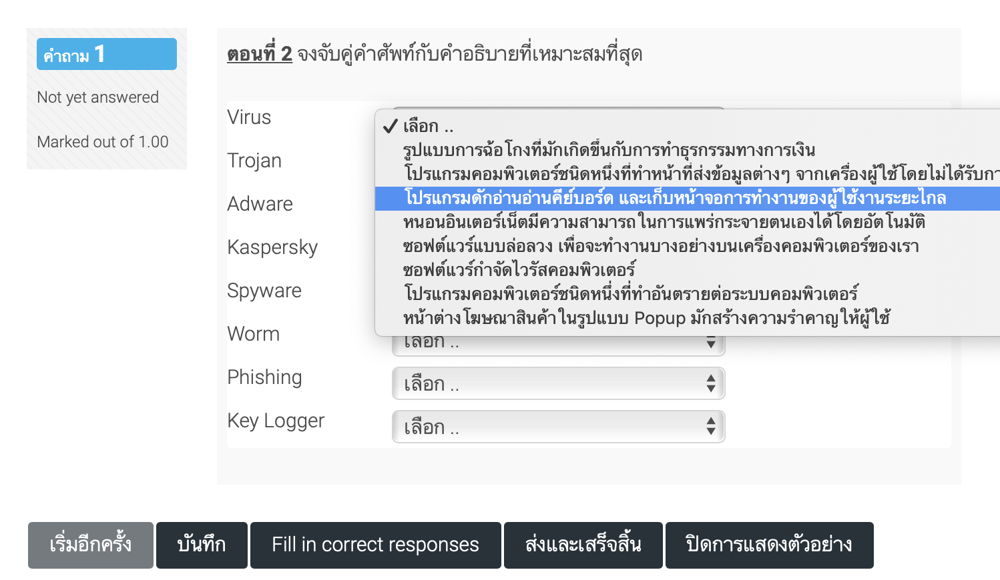 คำถาม 1
Not yet answered
Marked out of 1.00
ตอนที่ 2 จงจับคู่คำศัพท์กับคำอธิบายที่เหมาะสมที่สุด
Virus
Trojan
Adware
Kaspersky
Spyware
Worm
Phishing
Key Logger
เลือก ..
รูปแบบการฉ้อโกงที่มักเกิดขึ้นกับการทำธุรกรรมทางการเงิน
โปรแกรมคอมพิวเตอร์ชนิดหนึ่งที่ทำหน้าที่ส่งข้อมูลต่างๆ จากเครื่องผู้ใช้โดยไม่ได้รับกา
โปรแกรมดักอ่านอ่านคีย์บอร์ด และเก็บหน้าจอการทำงานของผู้ใช้งานระยะไกล
หนอนอินเตอร์เน็ตมีความสามารถในการแพร่กระจายตนเองได้โดยอัตโนมัติ
ซอฟต์แวร์แบบล่อลวง เพื่อจะทำงานบางอย่างบนเครื่องคอมพิวเตอร์ของเรา
ซอฟต์แวร์กำจัดไวรัสคอมพิวเตอร์
โปรแกรมคอมพิวเตอร์ชนิดหนึ่งที่ทำอันตรายต่อระบบคอมพิวเตอร์
หน้าต่างโฆษณาสินค้าในรูปแบบ Popup มักสร้างความรำคาญให้ผู้ใช้
เลือก ..
เลือก ..
เลือก ..
เริ่มอีกครั้ง
บันทึก
Fill in correct responses
ส่งและเสร็จสิ้น
ปิดการแสดงตัวอย่าง